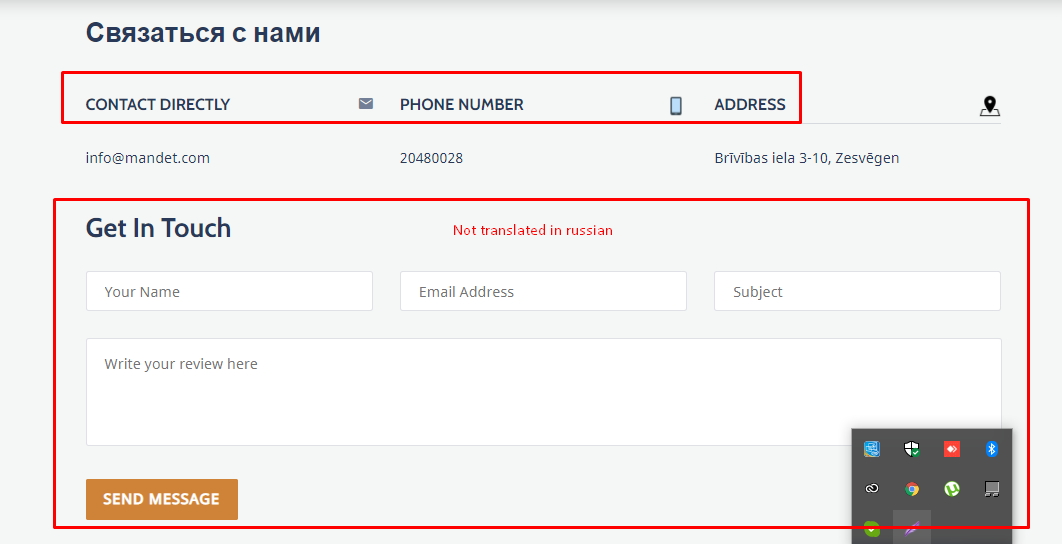 Связаться с нами
CONTACT DIRECTLY
PHONE NUMBER
ADDRESS
info@mandet.com
20480028
Brīvības iela 3-10, Zesvēgen
Get In Touch
Not translated in russian
Your Name
Email Address
Subject
Write your review here
SEND MESSAGE